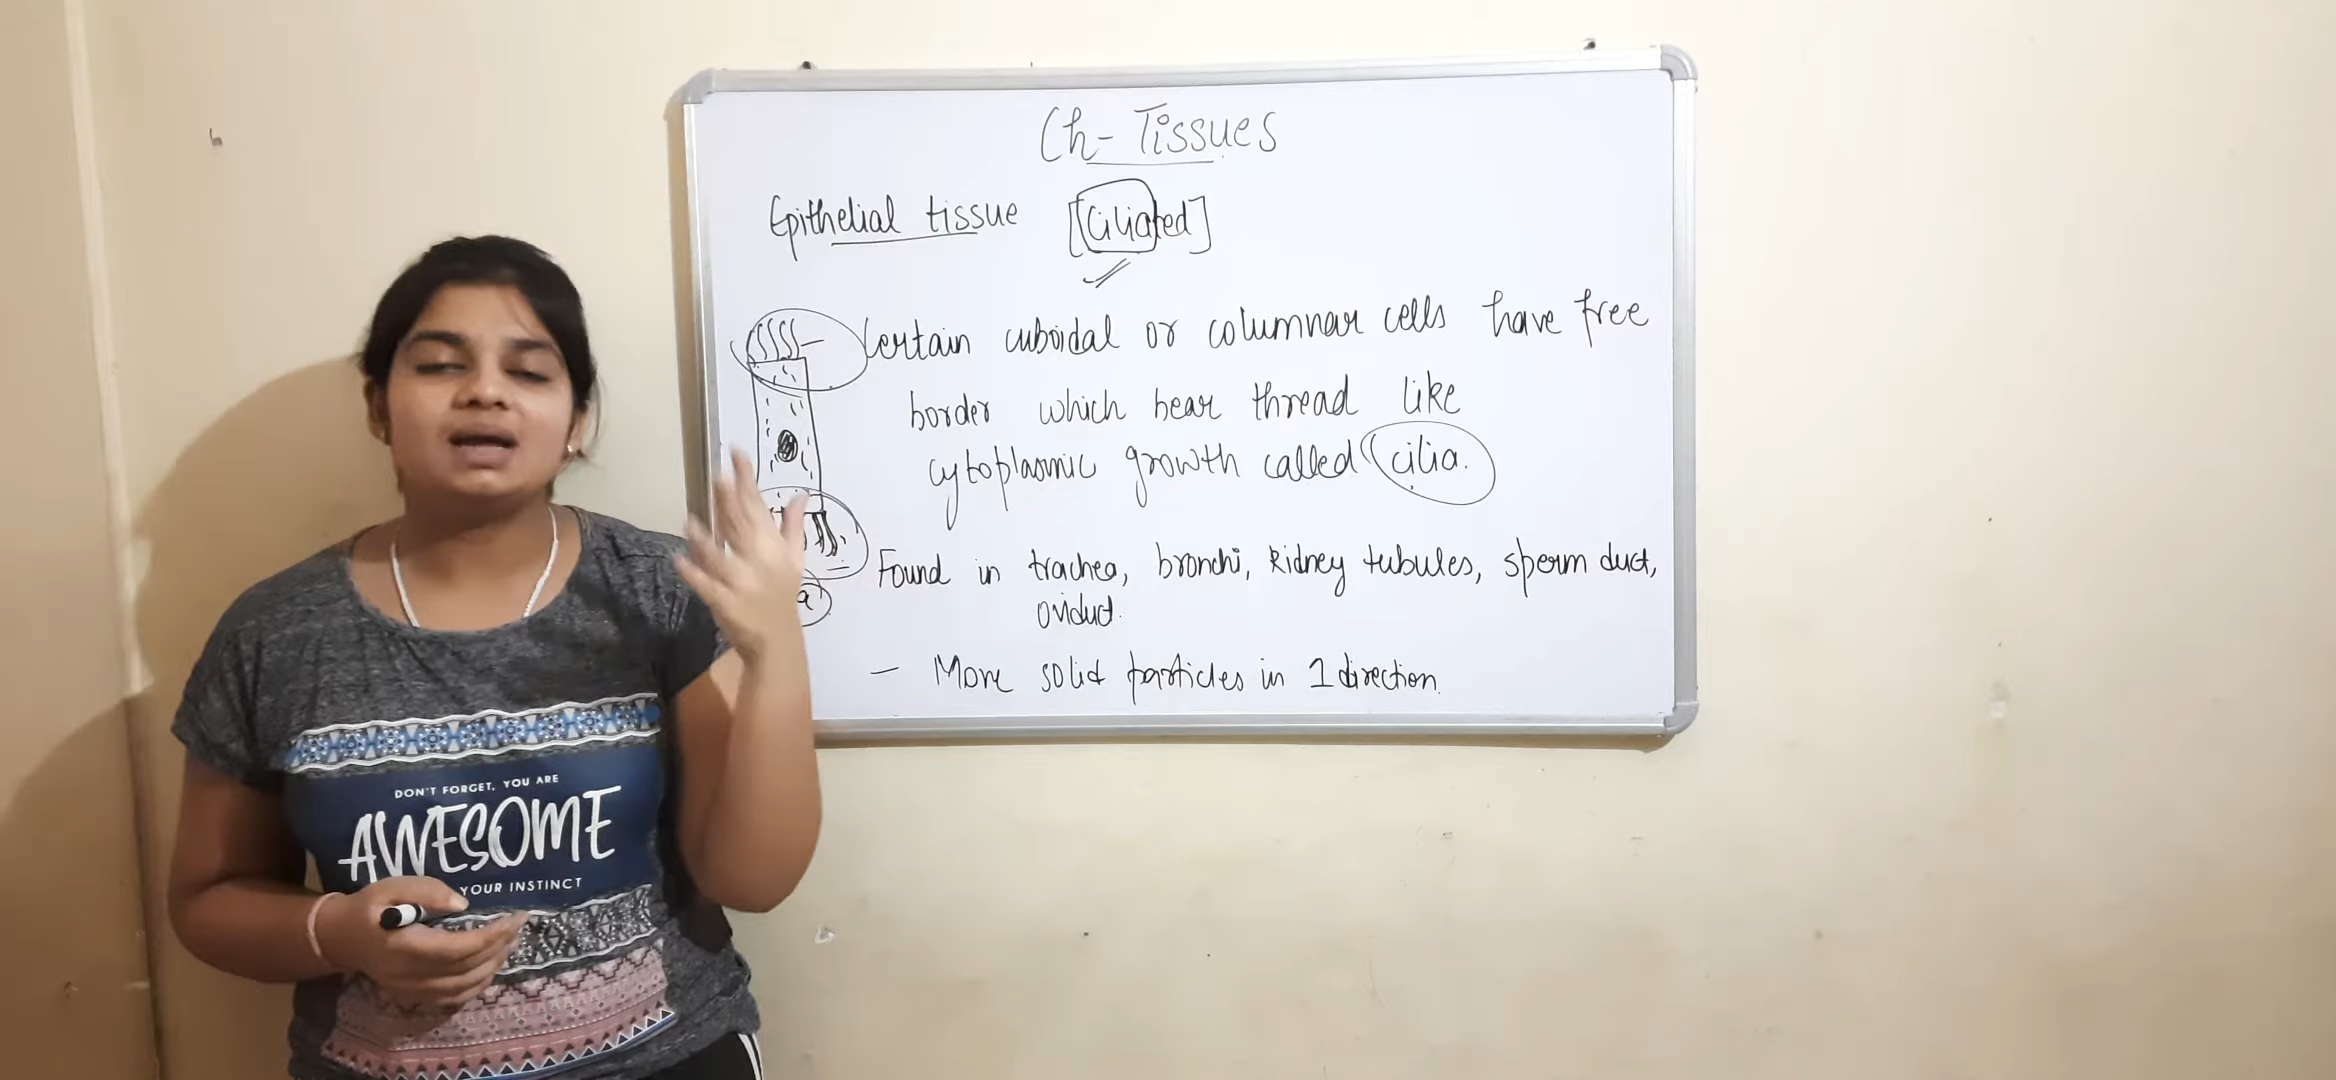 Ch- Tissues
Epithelial tissue [Ciliated]
Certain cuboidal or columnar cells have free
border which bear thread like
cytoplasmic growth called cilia.
Found in trachea, bronchi, kidney tubules, sperm duct,
oviduct.
- Move solid particles in 1 direction.
DON'T FORGET, YOU ARE
AWESOME
YOUR INSTINCT